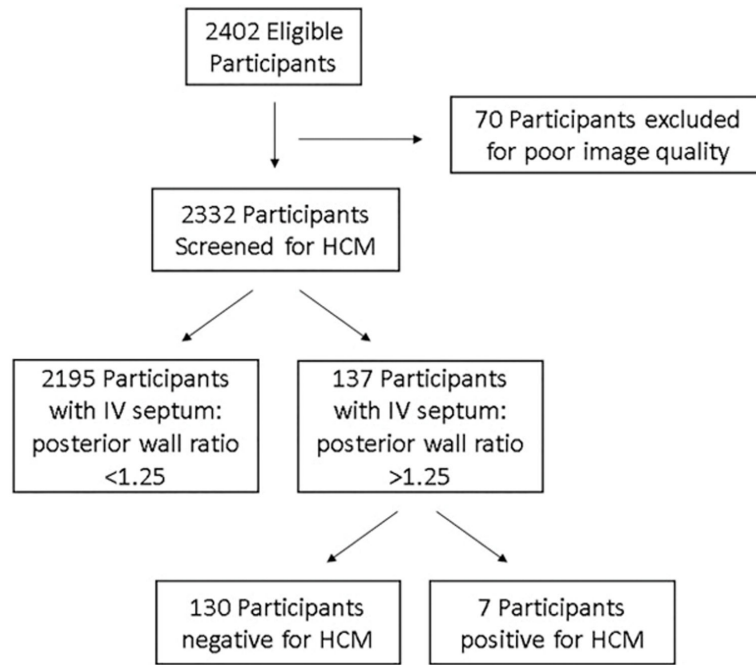 2402 Eligible
Participants
70 Participants excluded
for poor image quality
2332 Participants
Screened for HCM
2195 Participants
with IV septum:
posterior wall ratio
<1.25
137 Participants
with IV septum:
posterior wall ratio
>1.25
130 Participants
negative for HCM
7 Participants
positive for HCM